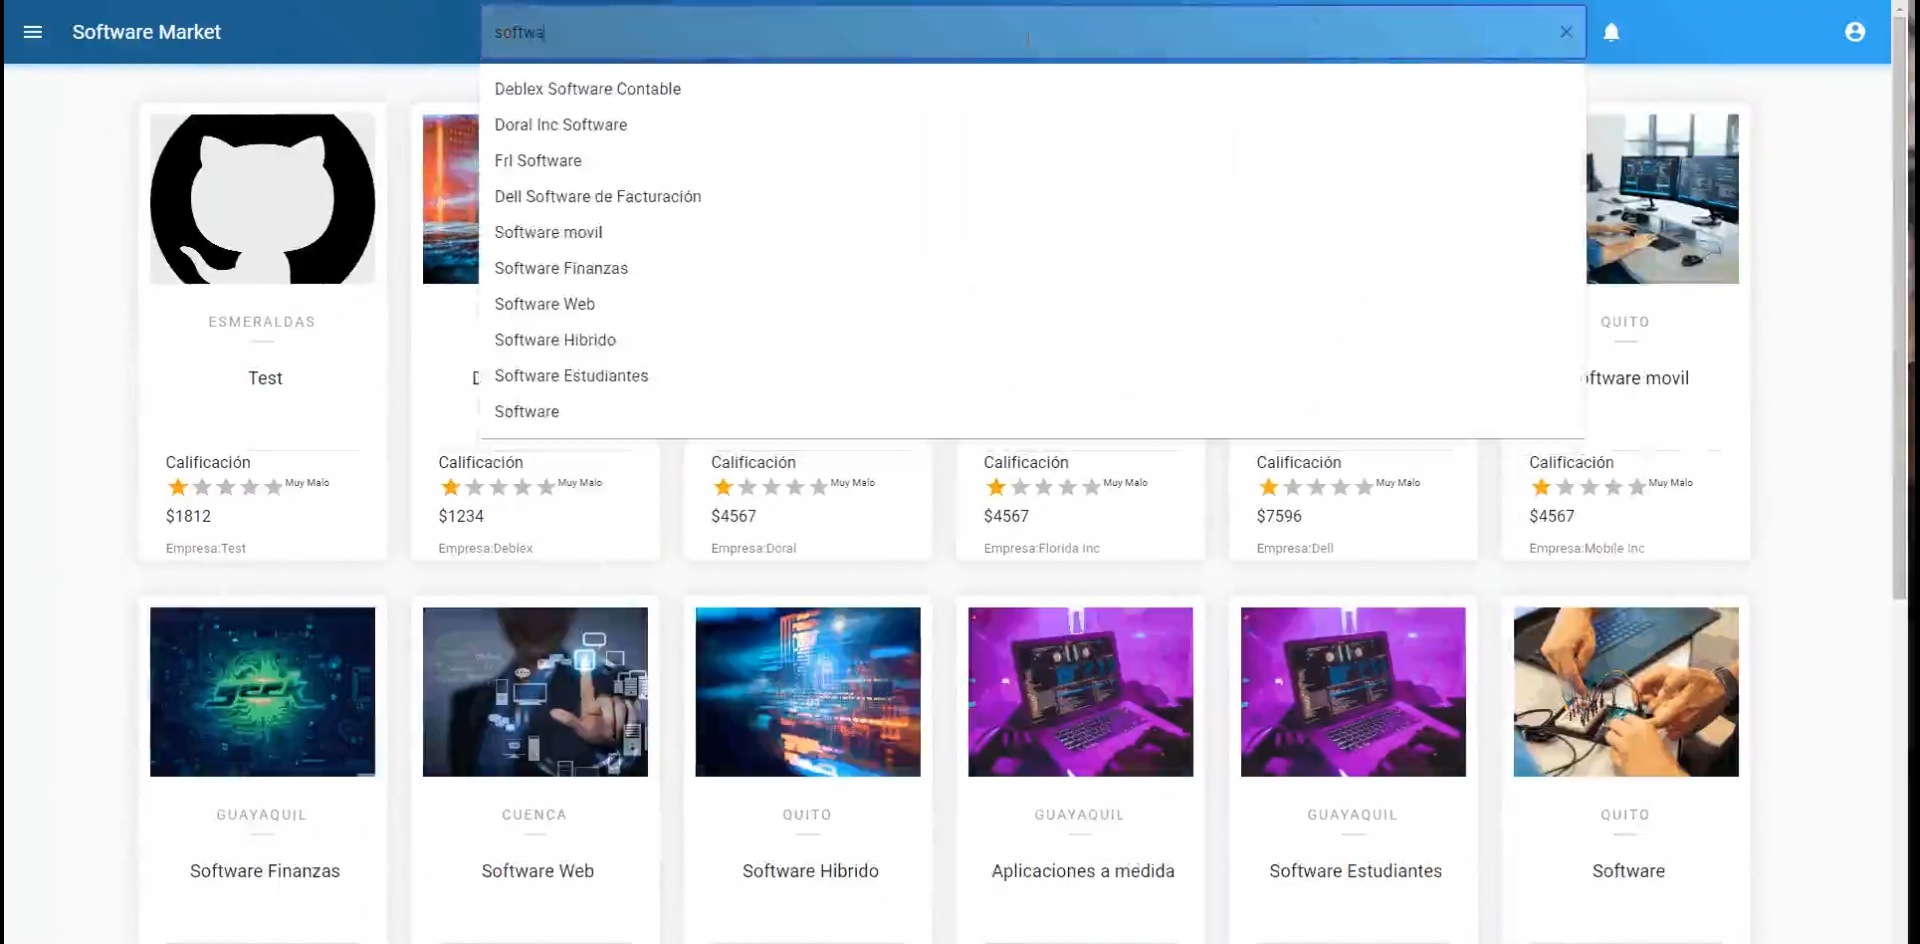 Software Market
softwa
Deblex Software Contable
Doral Inc Software
Frl Software
Dell Software de Facturación
Software movil
Software Finanzas
Software Web
Software Hibrido
Software Estudiantes
Software
ESMERALDAS
QUITO
Test
D
ftware movil
Calificación
Muy Malo
$1812
Empresa:Test
Calificación
Muy Malo
$1234
Empresa:Deblex
Calificación
Muy Malo
$4567
Empresa:Doral
Calificación
Muy Malo
$4567
Empresa:Florida Inc
Calificación
Muy Malo
$7596
Empresa:Dell
Calificación
Muy Malo
$4567
Empresa:Mobile Inc
geek
GUAYAQUIL
Software Finanzas
CUENCA
Software Web
QUITO
Software Hibrido
GUAYAQUIL
Aplicaciones a medida
GUAYAQUIL
Software Estudiantes
QUITO
Software